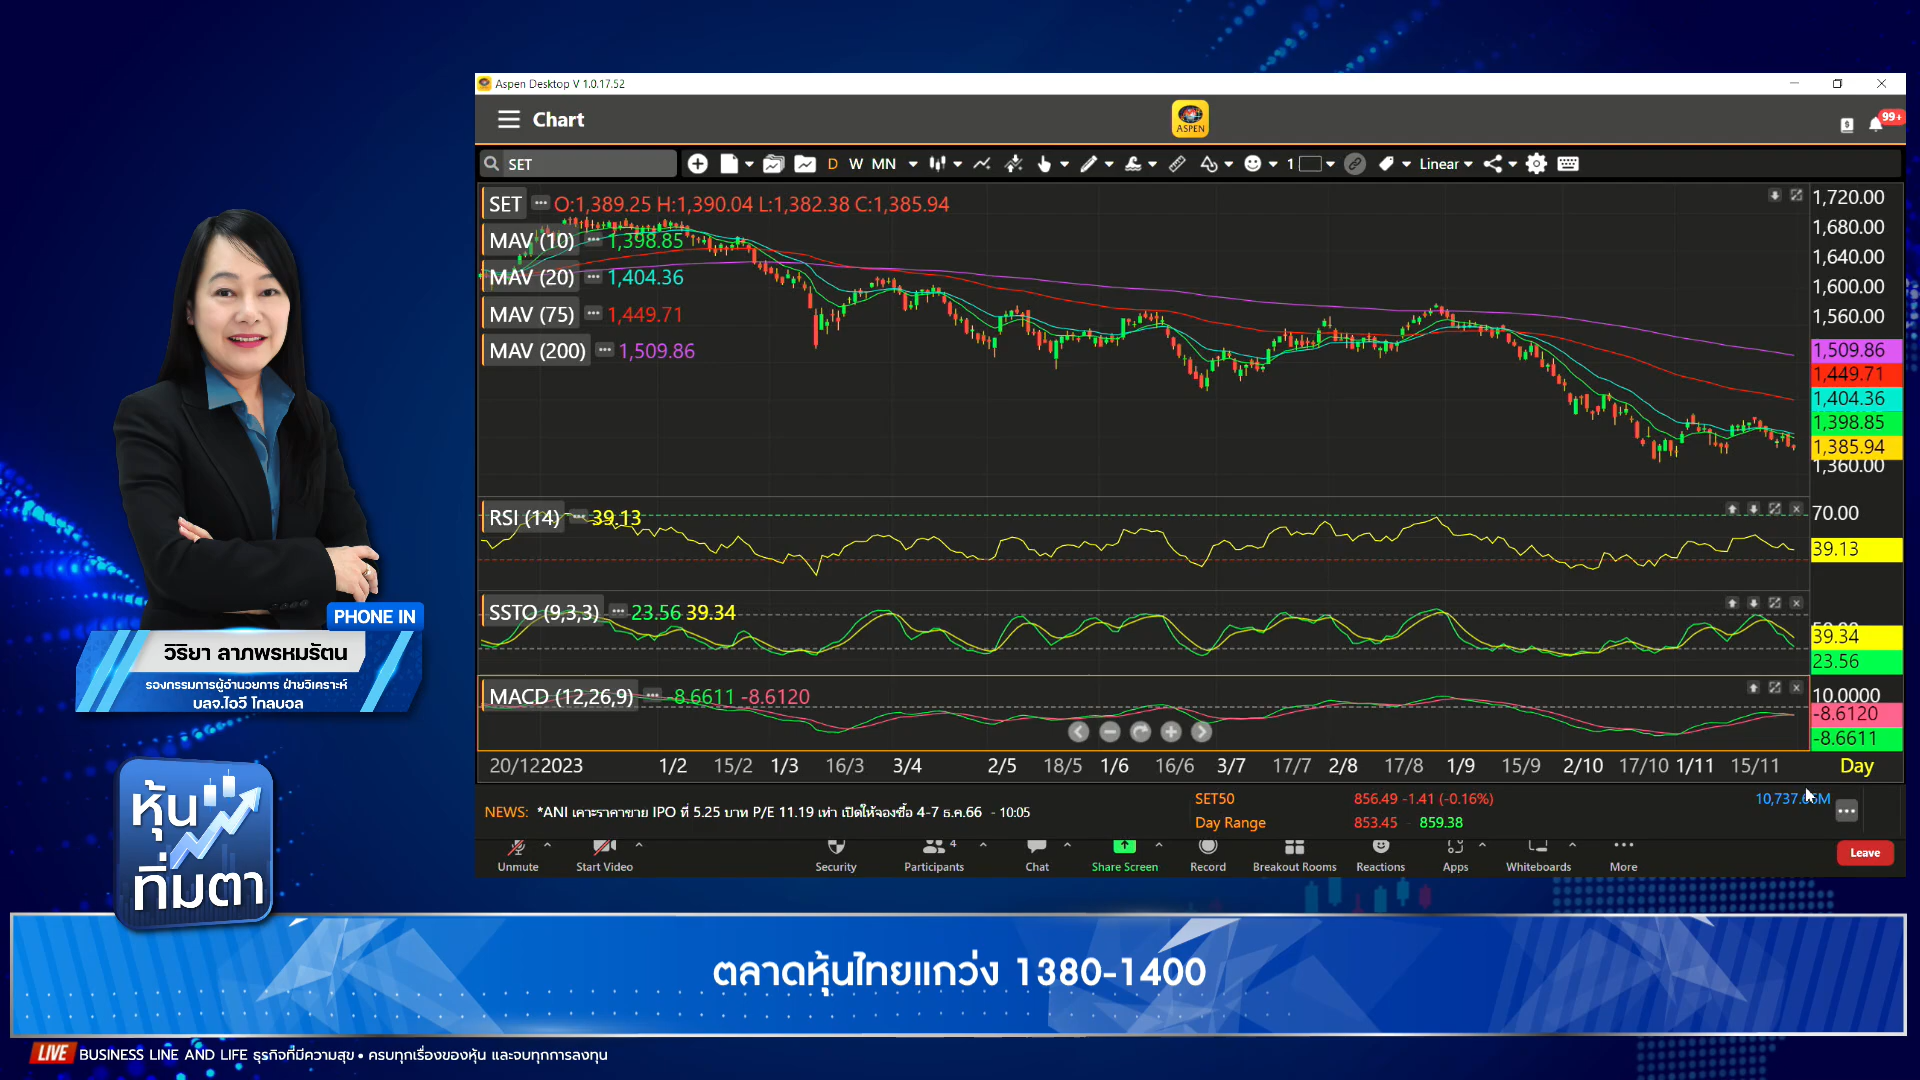 Aspen Desktop V 1.0.17.52
Chart
ASPEN
99+
SET
D W MN
1
Linear
SET O:1,389.25 H:1,390.04 L:1,382.38 C:1,385.94
MAV (10) 1,398.85
MAV (20) 1,404.36
MAV (75) 1,449.71
MAV (200) 1,509.86
1,720.00
1,680.00
1,640.00
1,600.00
1,560.00
1,509.86
1,449.71
1,404.36
1,398.85
1,385.94
1,360.00
RSI (14) 39.13
70.00
39.13
SSTO (9,3,3) 23.56 39.34
39.34
23.56
MACD (12,26,9) -8.6611 -8.6120
10.0000
-8.6120
-8.6611
20/12 2023 1/2 15/2 1/3 16/3 3/4 2/5 18/5 1/6 16/6 3/7 17/7 2/8 17/8 1/9 15/9 2/10 17/10 1/11 15/11 Day
NEWS: *ANI เคาะราคาขาย IPO ที่ 5.25 บาท P/E 11.19 เท่า เปิดให้จองซื้อ 4-7 ธ.ค.66 - 10:05
SET50 856.49 -1.41 (-0.16%)
Day Range 853.45 - 859.38
Unmute
Start Video
Security
4
Participants
Chat
Share Screen
Record
Breakout Rooms
Reactions
Apps
Whiteboards
More
Leave
PHONE IN
วิริยา ลาภพรหมรัตน
รองกรรมการผู้อำนวยการ ฝ่ายวิเคราะห์
บลจ.ไอวี โกลบอล
หุ้น
ทิ่มตา
ตลาดหุ้นไทยแกว่ง 1380-1400
LIVE BUSINESS LINE AND LIFE ธุรกิจที่มีความสุข • ครบทุกเรื่องของหุ้น และจบทุกการลงทุน